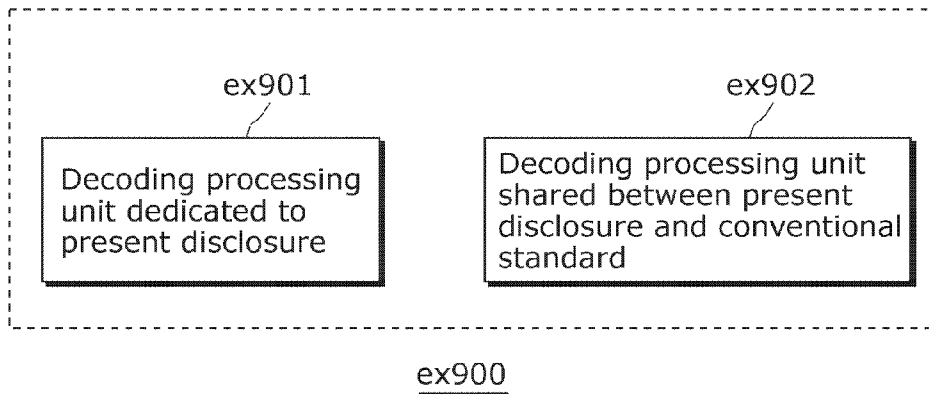 ex901
ex902
Decoding processing
unit dedicated to
present disclosure
Decoding processing unit
shared between present
disclosure and conventional
standard
ex900